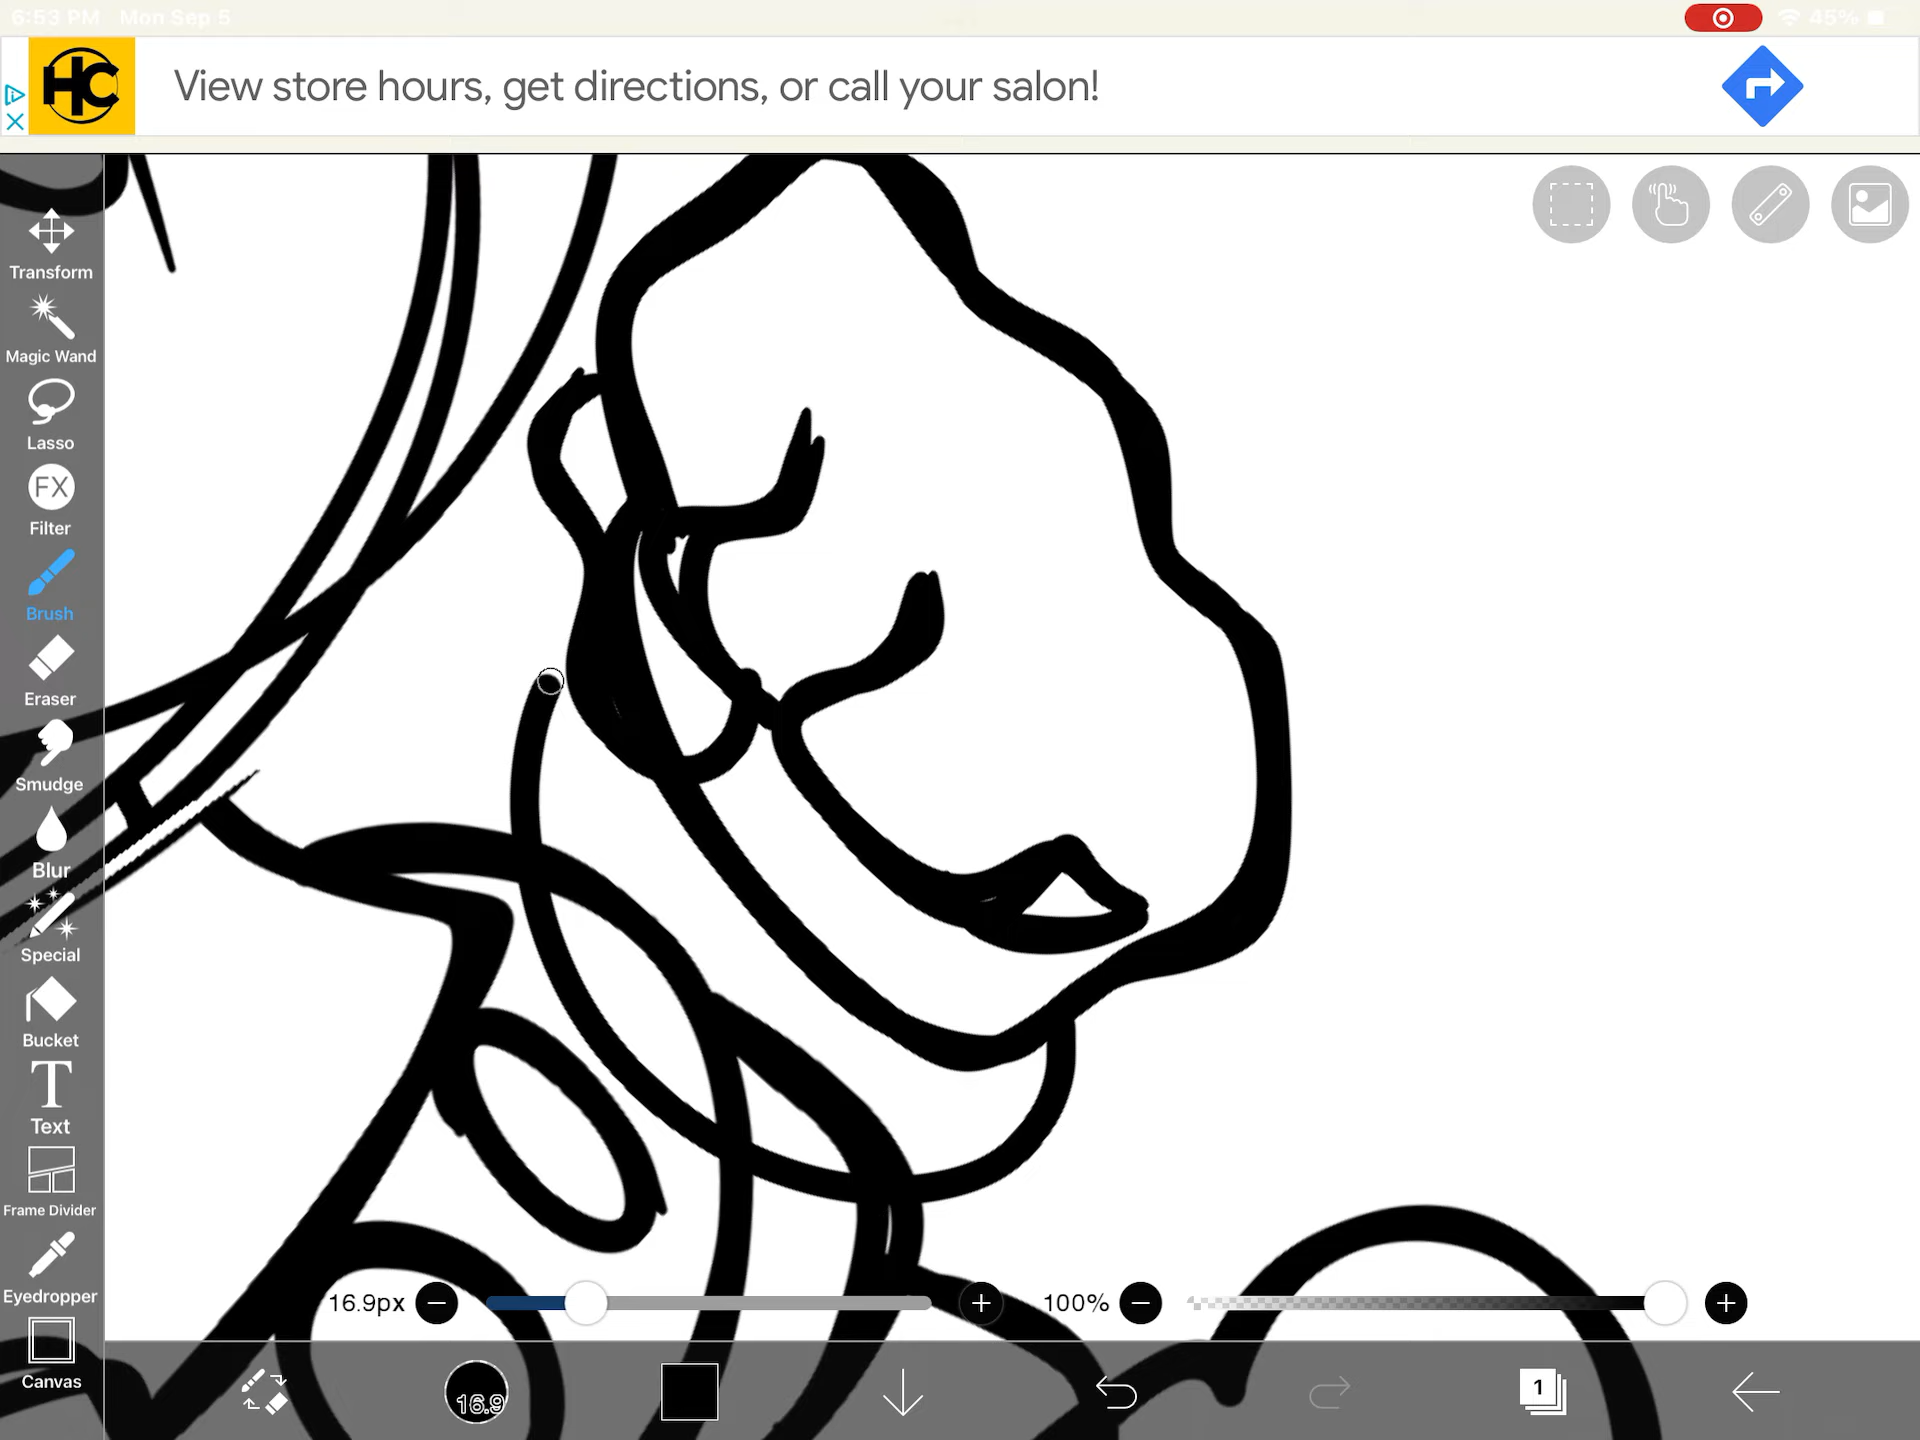 6:53 PM Mon Sep 5
45%
HC
View store hours, get directions, or call your salon!
Transform
Magic Wand
Lasso
FX
Filter
Brush
Eraser
Smudge
Blur
Special
Bucket
T
Text
Frame Divider
Eyedropper
Canvas
16.9px
100%
16.9
1